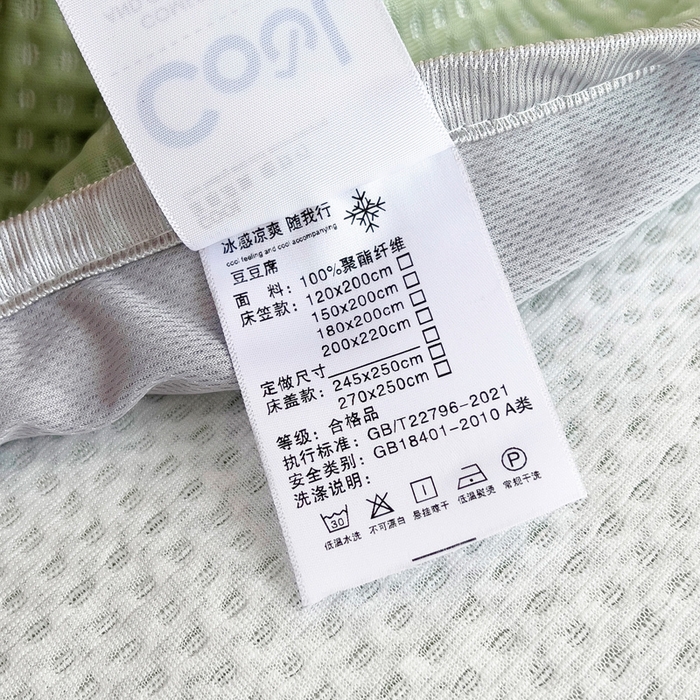 Cool
冰感凉爽 随我行
cool feeling and cool accompanying
豆豆席
面 料：100%聚酯纤维
床笠款：120x200cm
150x200cm
180x200cm
200x220cm
定做尺寸
床盖款：245x250cm
270x250cm
等级：合格品
执行标准：GB/T22796-2021
安全类别：GB18401-2010 A类
洗涤说明：
30
P
低温水洗 不可漂白 悬挂晾干 低温熨烫 常规干洗